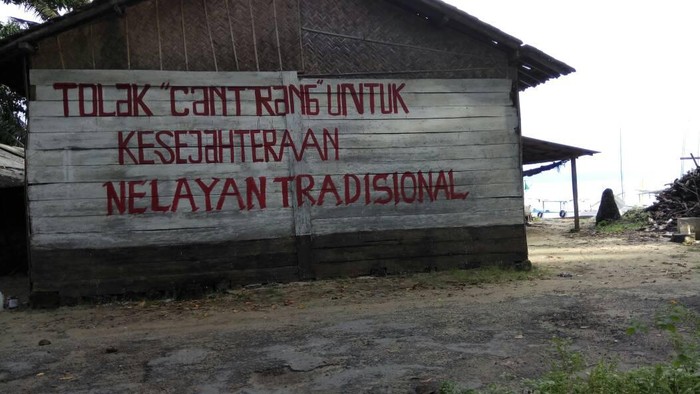 TOLAK "CANTRANG" UNTUK
KESEJAHTERAAN
NELAYAN TRADISIONAL.